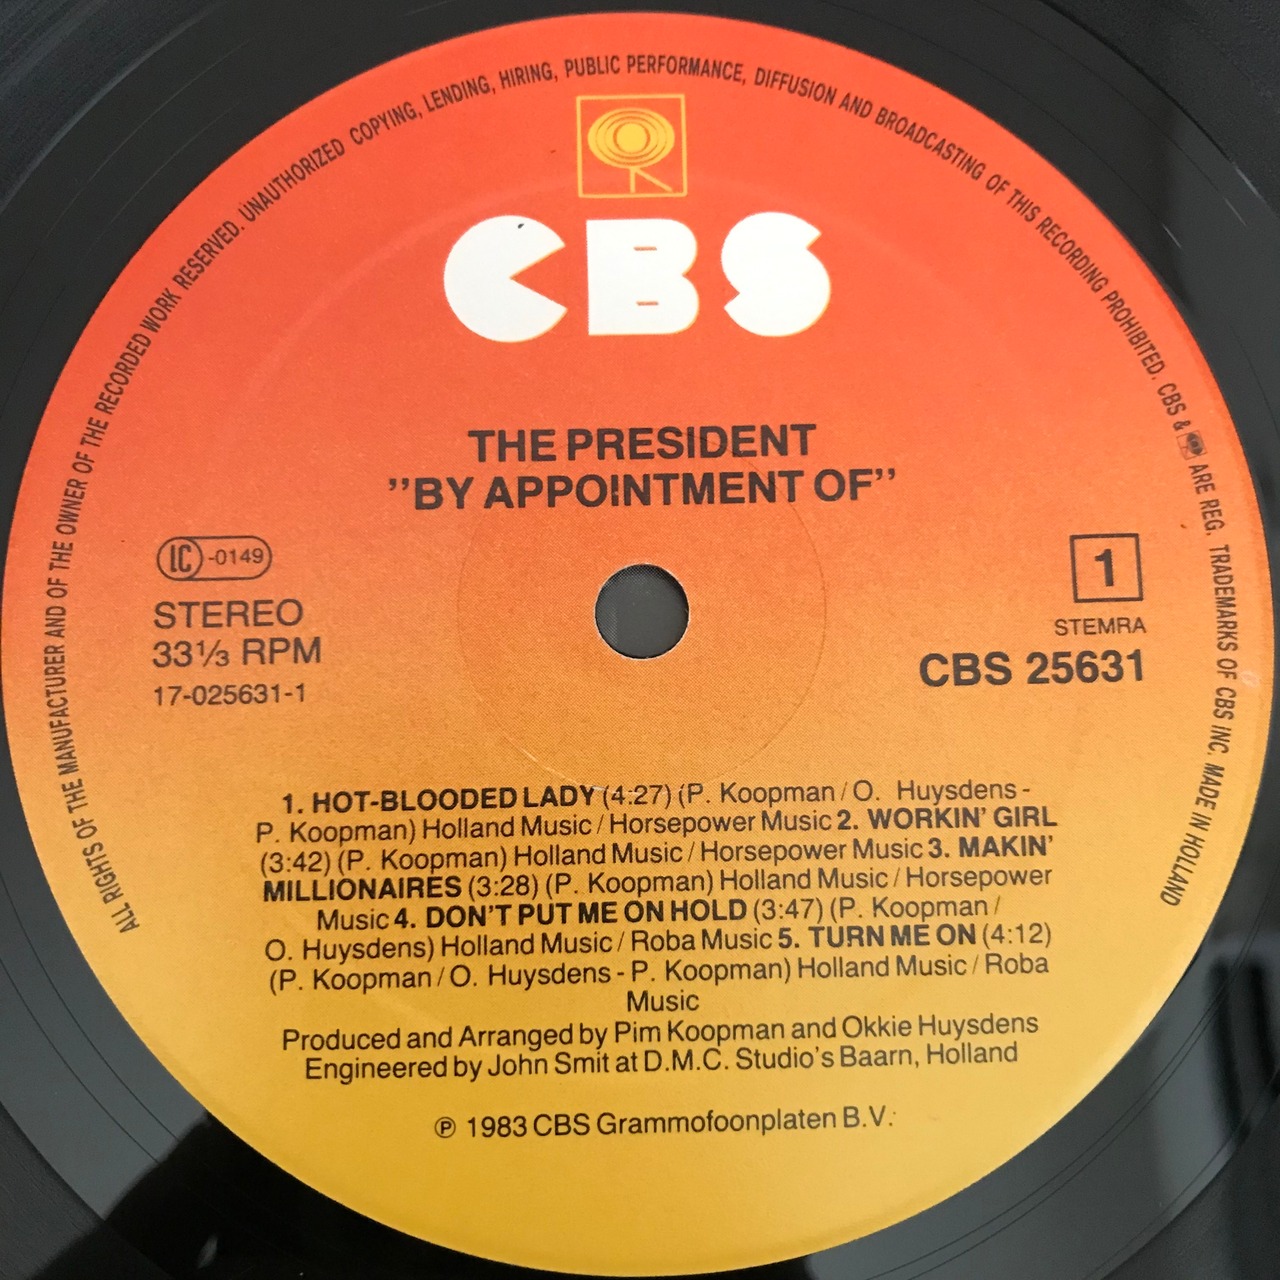 ALL RIGHTS OF THE MANUFACTURER AND OF THE OWNER OF THE RECORDED WORK RESERVED. UNAUTHORIZED COPYING, LENDING, HIRING, PUBLIC PERFORMANCE, DIFFUSION AND BROADCASTING OF THIS RECORDING PROHIBITED. CBS & ARE REG. TRADEMARKS OF CBS INC. MADE IN HOLLAND
CBS
THE PRESIDENT
”BY APPOINTMENT OF”
LC -0149
STEREO
33⅓ RPM
17-025631-1
1
STEMRA
CBS 25631
1. HOT-BLOODED LADY (4:27) (P. Koopman / O. Huysdens -
P. Koopman) Holland Music / Horsepower Music 2. WORKIN’ GIRL
(3:42) (P. Koopman) Holland Music / Horsepower Music 3. MAKIN’
MILLIONAIRES (3:28) (P. Koopman) Holland Music / Horsepower
Music 4. DON’T PUT ME ON HOLD (3:47) (P. Koopman /
O. Huysdens) Holland Music / Roba Music 5. TURN ME ON (4:12)
(P. Koopman / O. Huysdens - P. Koopman) Holland Music / Roba
Music
Produced and Arranged by Pim Koopman and Okkie Huysdens
Engineered by John Smit at D.M.C. Studio’s Baarn, Holland
℗ 1983 CBS Grammofoonplaten B.V.